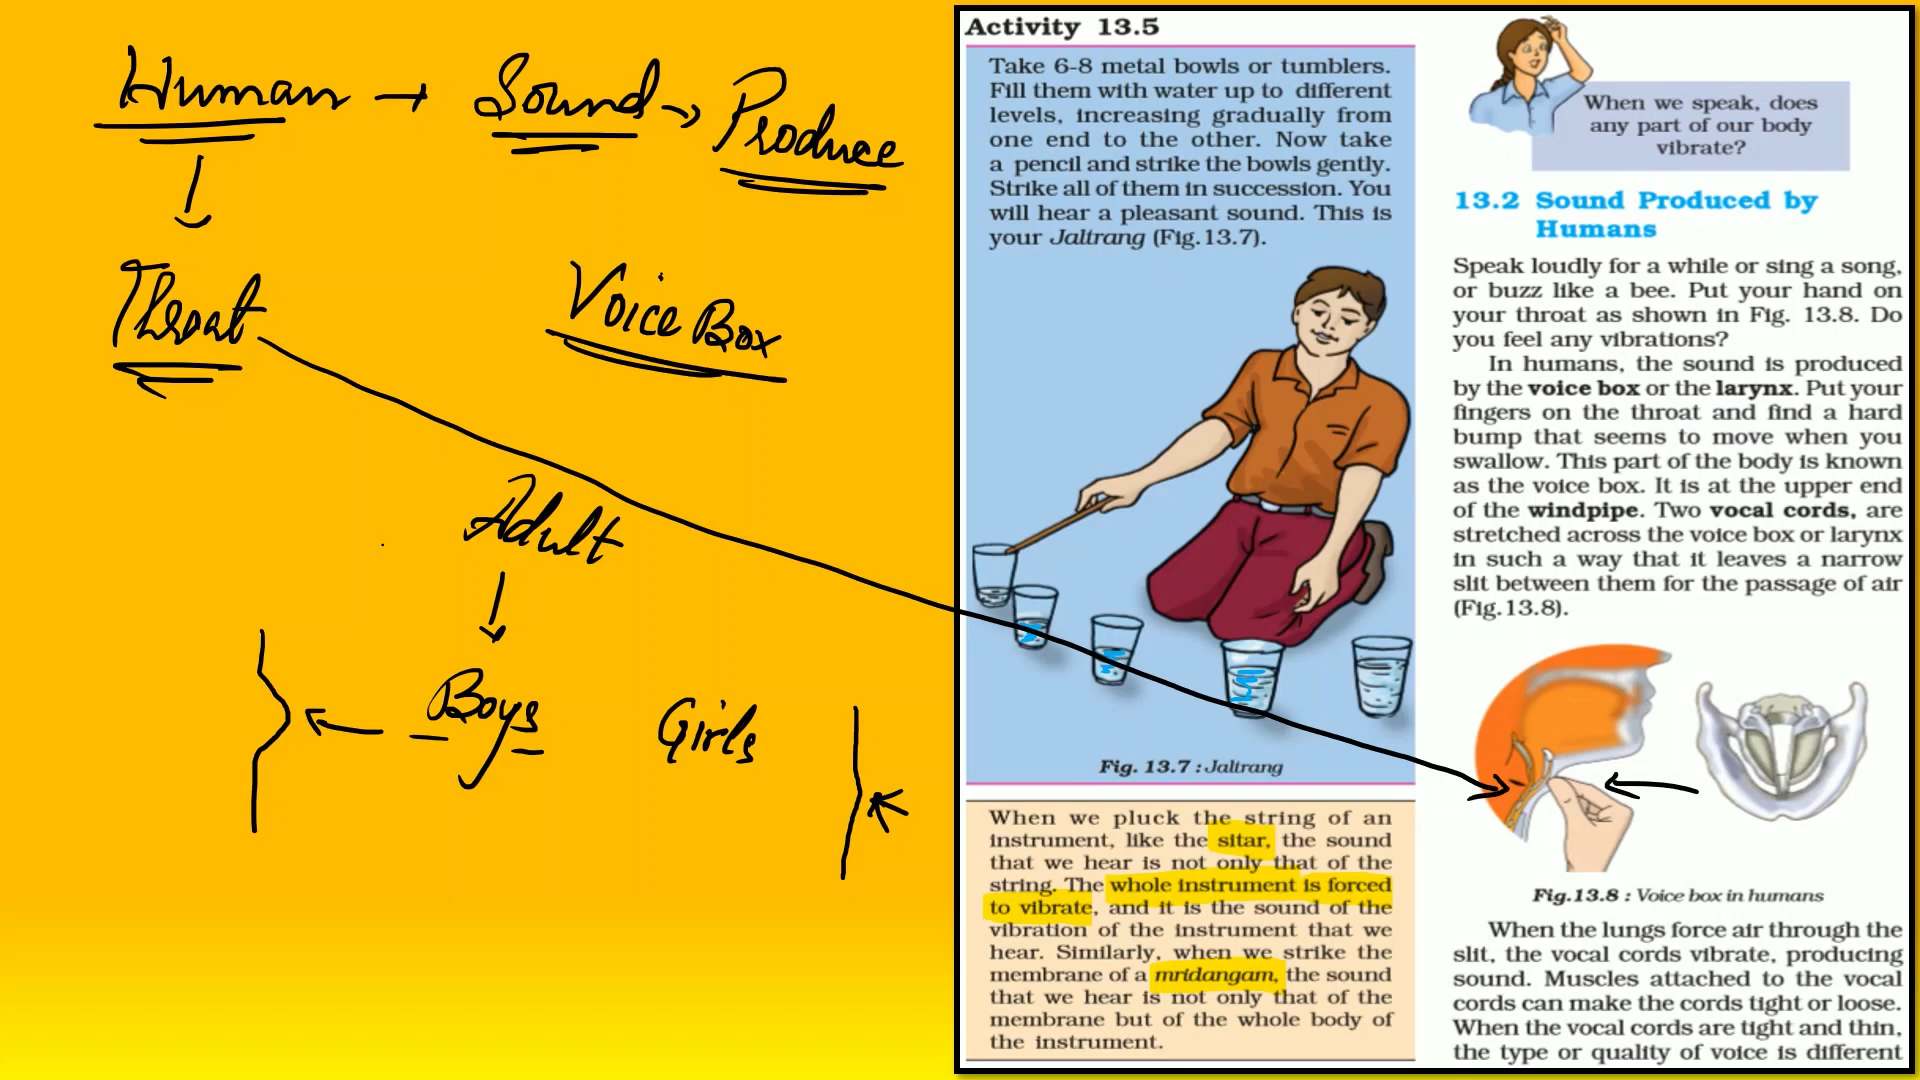 Human → Sound → Produce
Throat
Voice Box
Adult
Boys
Girls
Activity 13.5
Take 6-8 metal bowls or tumblers.
Fill them with water up to different
levels, increasing gradually from
one end to the other. Now take
a pencil and strike the bowls gently.
Strike all of them in succession. You
will hear a pleasant sound. This is
your Jaltrang (Fig.13.7).
Fig. 13.7 : Jaltrang
When we pluck the string of an
instrument, like the sitar, the sound
that we hear is not only that of the
string. The whole instrument is forced
to vibrate, and it is the sound of the
vibration of the instrument that we
hear. Similarly, when we strike the
membrane of a mridangam, the sound
that we hear is not only that of the
membrane but of the whole body of
the instrument.
When we speak, does
any part of our body
vibrate?
13.2 Sound Produced by
Humans
Speak loudly for a while or sing a song,
or buzz like a bee. Put your hand on
your throat as shown in Fig. 13.8. Do
you feel any vibrations?
In humans, the sound is produced
by the voice box or the larynx. Put your
fingers on the throat and find a hard
bump that seems to move when you
swallow. This part of the body is known
as the voice box. It is at the upper end
of the windpipe. Two vocal cords, are
stretched across the voice box or larynx
in such a way that it leaves a narrow
slit between them for the passage of air
(Fig.13.8).
Fig.13.8 : Voice box in humans
When the lungs force air through the
slit, the vocal cords vibrate, producing
sound. Muscles attached to the vocal
cords can make the cords tight or loose.
When the vocal cords are tight and thin,
the type or quality of voice is different